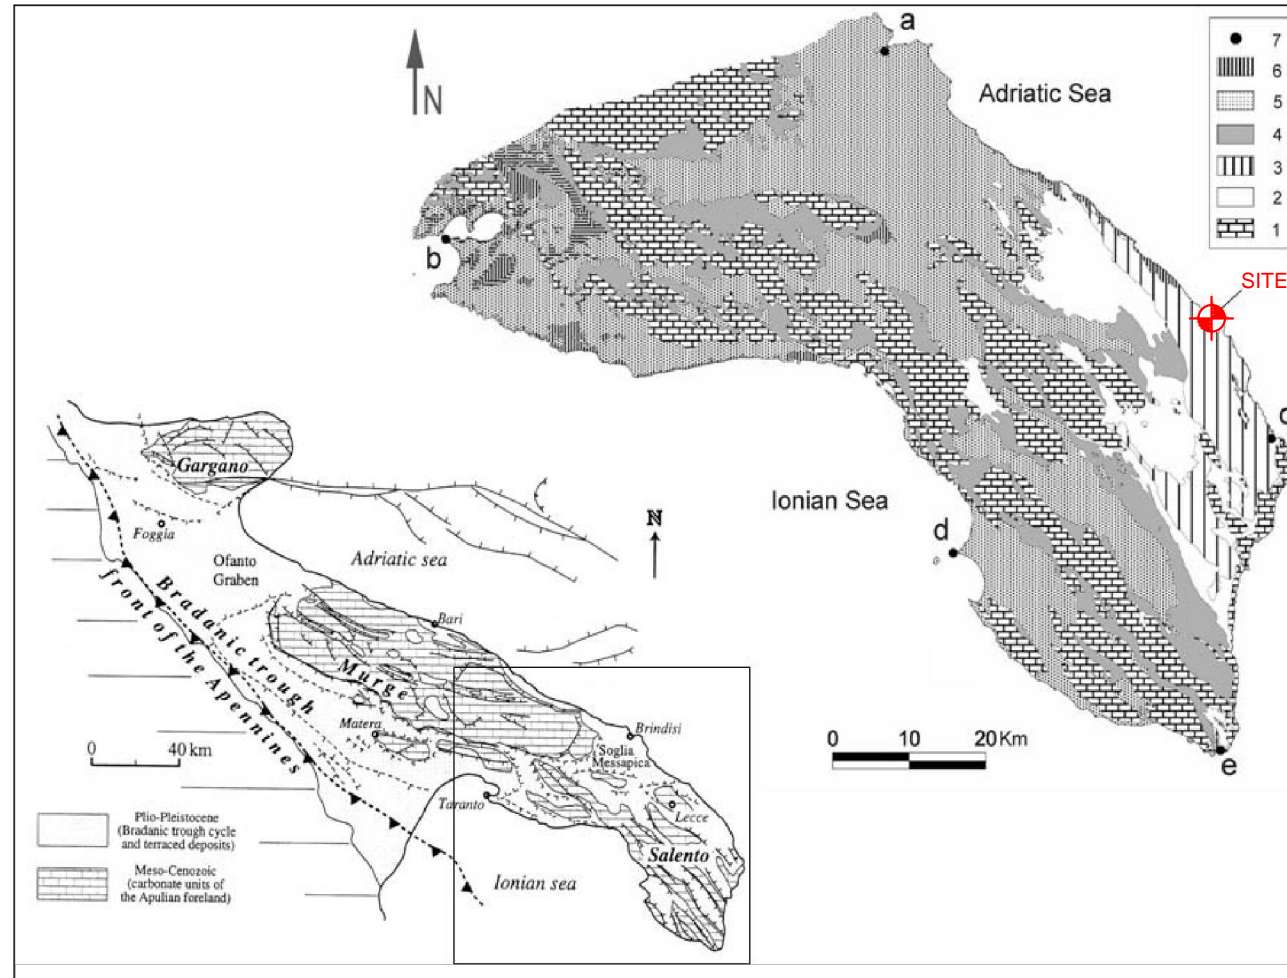 a
N
Adriatic Sea
7
6
5
4
3
2
1
SITE
b
Ionian Sea
d
e
0 10 20 Km
Gargano
Foggia
Ofanto
Graben
Adriatic sea
N
Bradanic trough
front of the Apennines
Bari
Murge
Matera
0 40 km
Brindisi
Soglia
Messapica
Taranto
Lecce
Salento
Ionian sea
Plio-Pleistocene
(Bradanic trough cycle
and terraced deposits)
Meso-Cenozoic
(carbonate units of
the Apulian foreland)